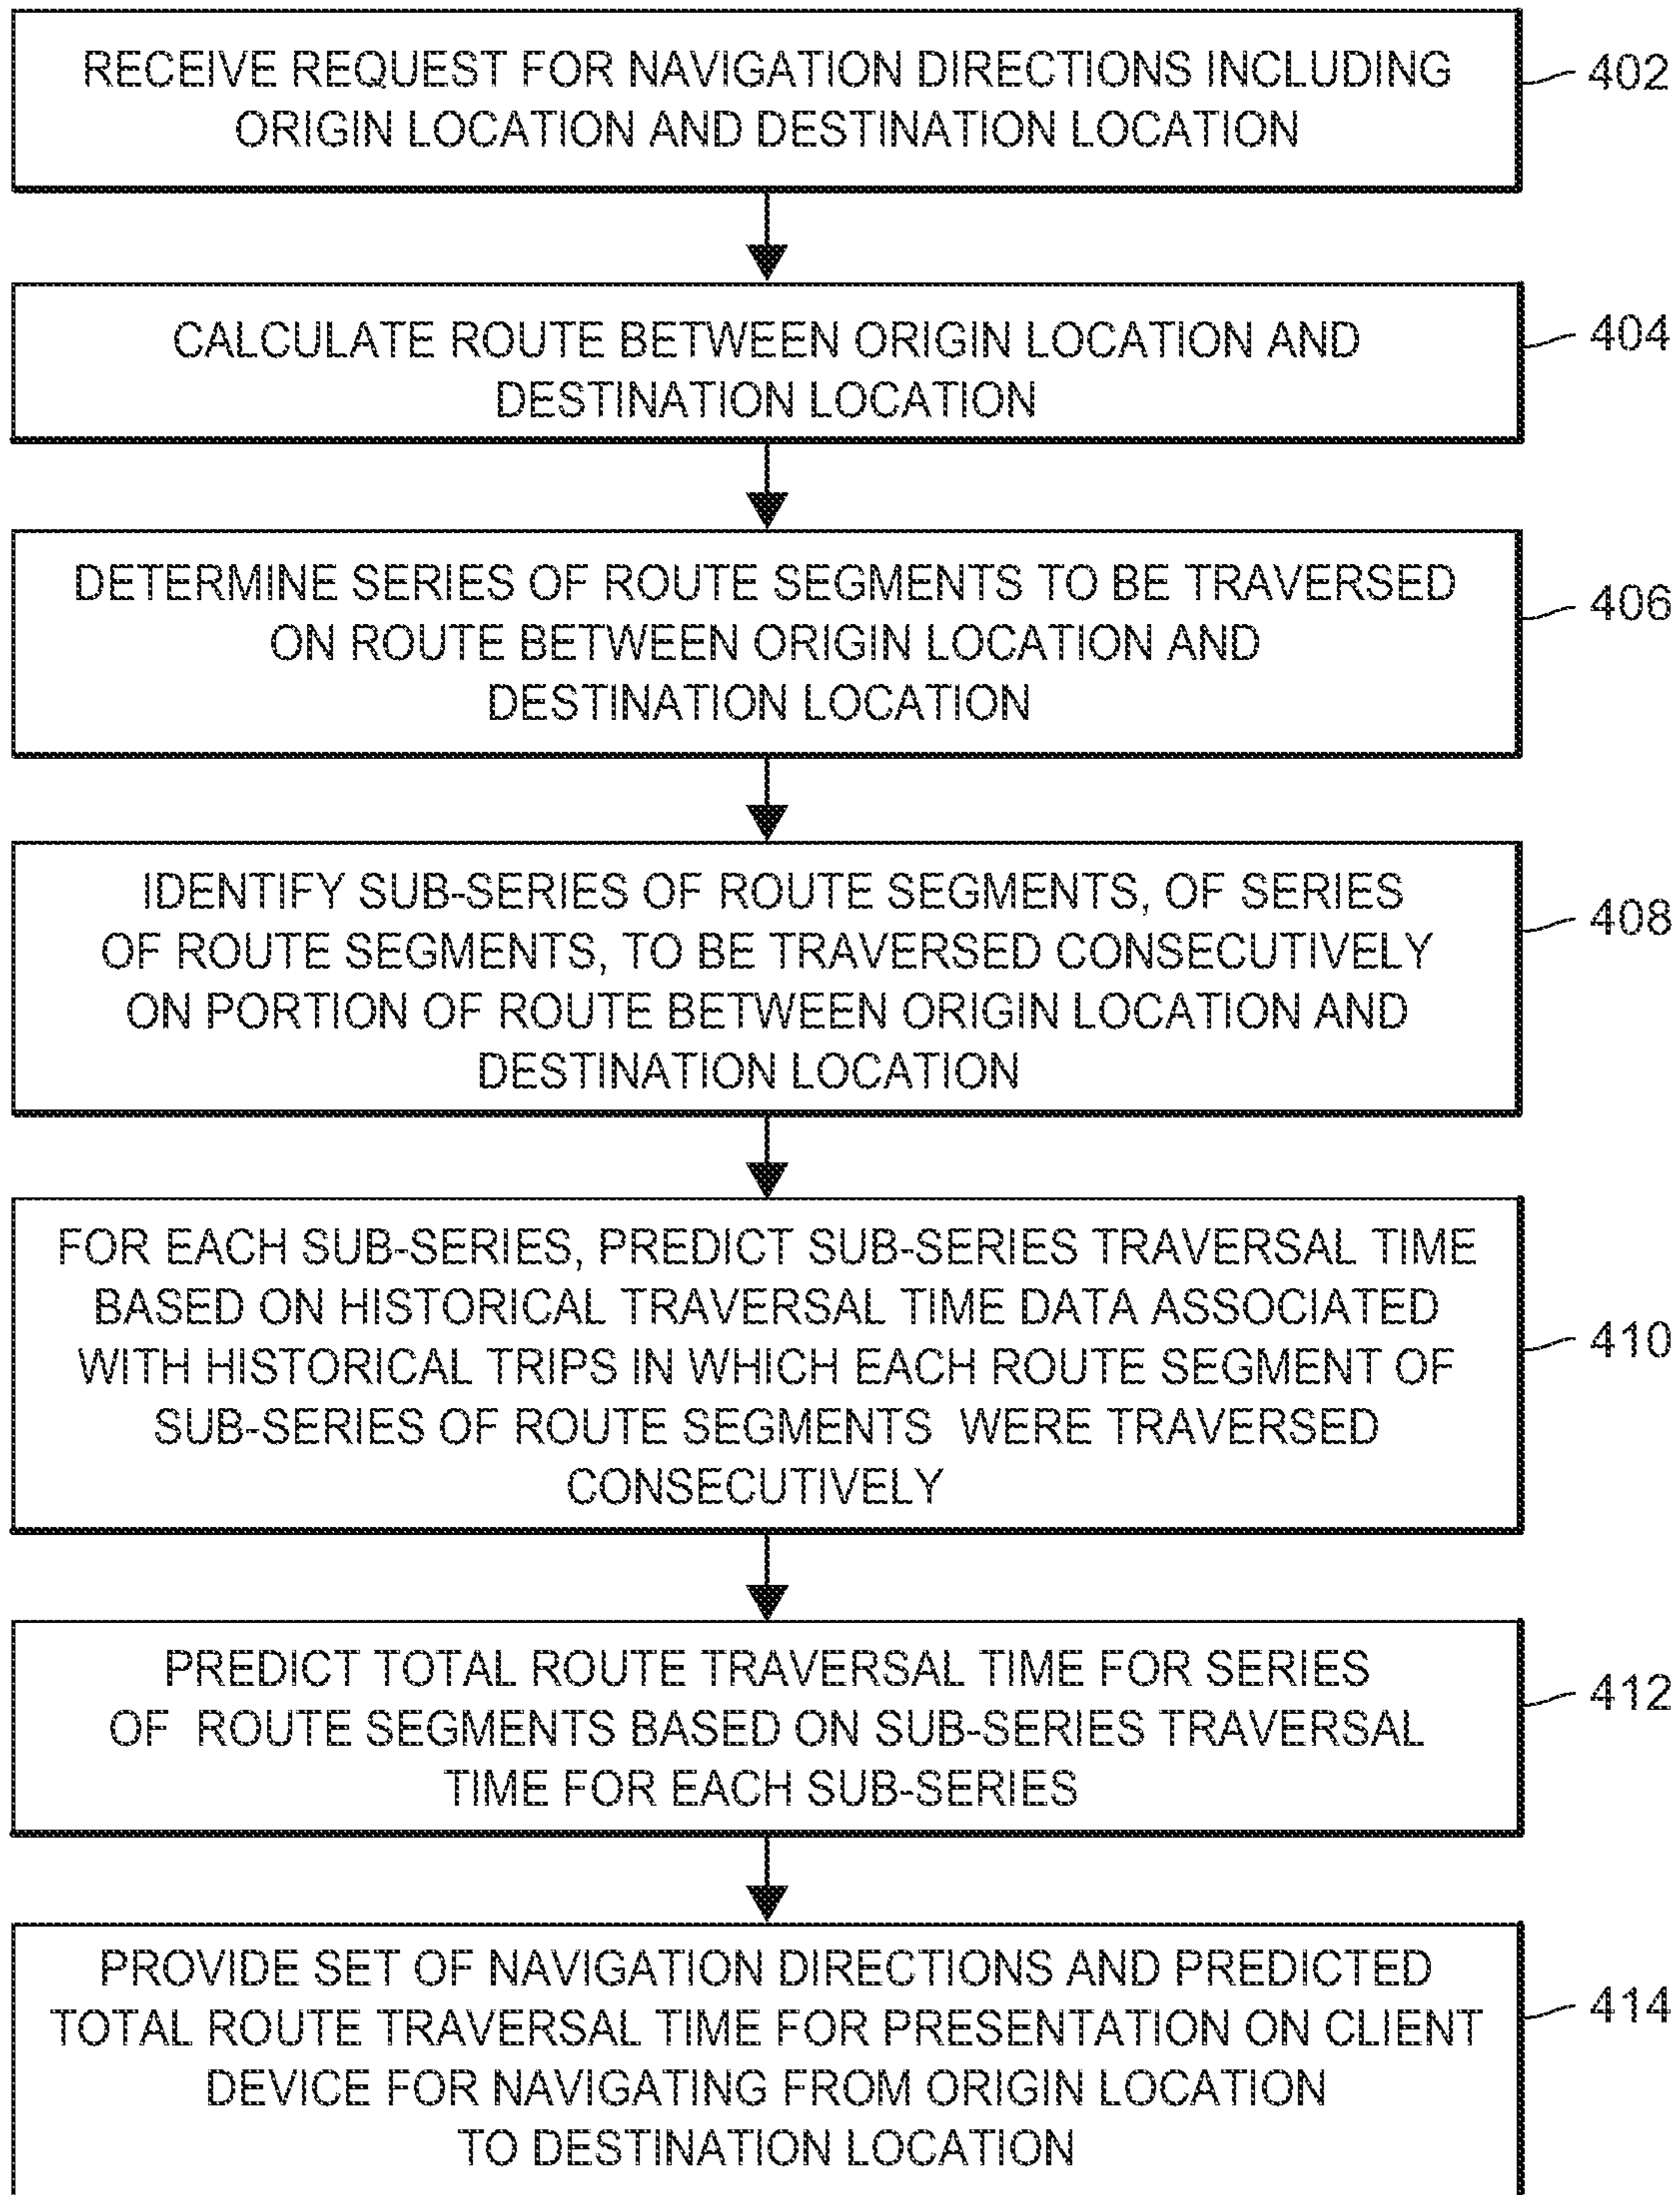 RECEIVE REQUEST FOR NAVIGATION DIRECTIONS INCLUDING
ORIGIN LOCATION AND DESTINATION LOCATION
402
CALCULATE ROUTE BETWEEN ORIGIN LOCATION AND
DESTINATION LOCATION
404
DETERMINE SERIES OF ROUTE SEGMENTS TO BE TRAVERSED
ON ROUTE BETWEEN ORIGIN LOCATION AND
DESTINATION LOCATION
406
IDENTIFY SUB-SERIES OF ROUTE SEGMENTS, OF SERIES
OF ROUTE SEGMENTS, TO BE TRAVERSED CONSECUTIVELY
ON PORTION OF ROUTE BETWEEN ORIGIN LOCATION AND
DESTINATION LOCATION
408
FOR EACH SUB-SERIES, PREDICT SUB-SERIES TRAVERSAL TIME
BASED ON HISTORICAL TRAVERSAL TIME DATA ASSOCIATED
WITH HISTORICAL TRIPS IN WHICH EACH ROUTE SEGMENT OF
SUB-SERIES OF ROUTE SEGMENTS WERE TRAVERSED
CONSECUTIVELY
410
PREDICT TOTAL ROUTE TRAVERSAL TIME FOR SERIES
OF ROUTE SEGMENTS BASED ON SUB-SERIES TRAVERSAL
TIME FOR EACH SUB-SERIES
412
PROVIDE SET OF NAVIGATION DIRECTIONS AND PREDICTED
TOTAL ROUTE TRAVERSAL TIME FOR PRESENTATION ON CLIENT
DEVICE FOR NAVIGATING FROM ORIGIN LOCATION
TO DESTINATION LOCATION
414